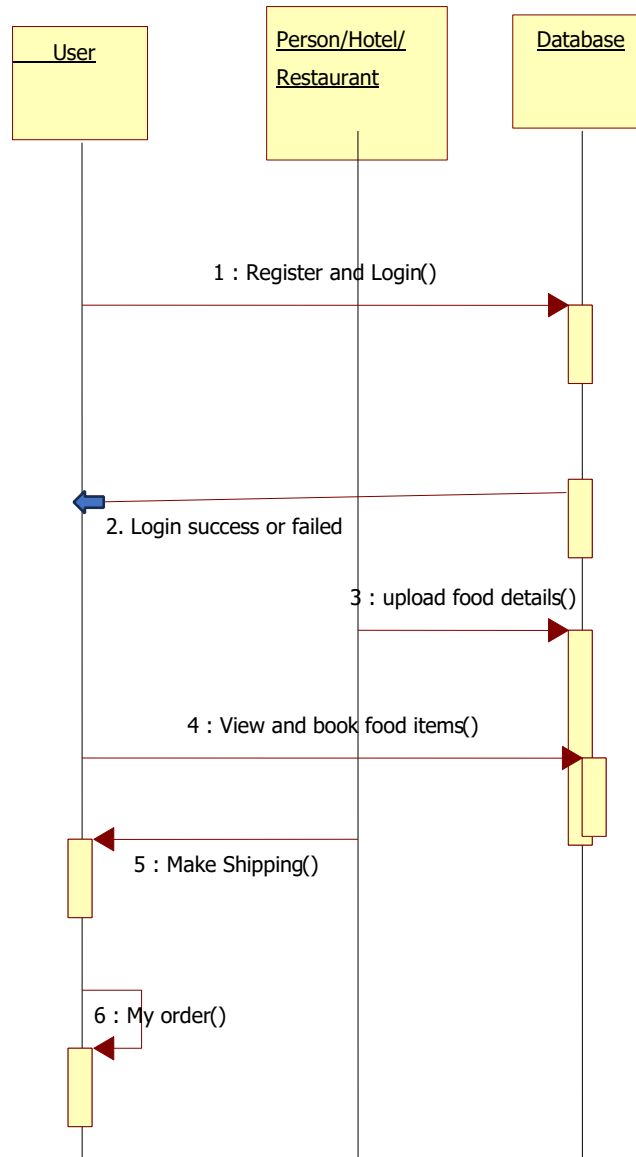 User
Person/Hotel/
Restaurant
Database
1 : Register and Login()
2. Login success or failed
3 : upload food details()
4 : View and book food items()
5 : Make Shipping()
6 : My order()